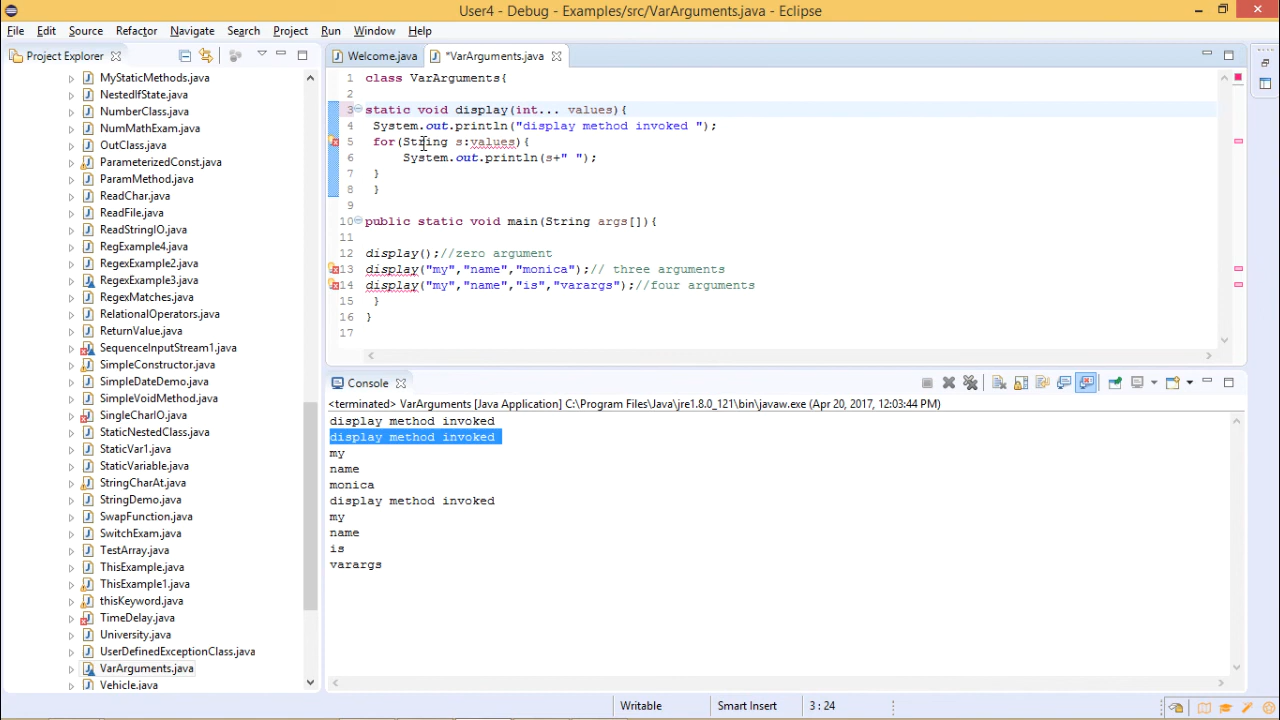 User4 - Debug - Examples/src/VarArguments.java - Eclipse
File Edit Source Refactor Navigate Search Project Run Window Help
Project Explorer
MyStaticMethods.java
NestedIfState.java
NumberClass.java
NumMathExam.java
OutClass.java
ParameterizedConst.java
ParamMethod.java
ReadChar.java
ReadFile.java
ReadStringIO.java
RegExample4.java
RegexExample2.java
RegexExample3.java
RegexMatches.java
RelationalOperators.java
ReturnValue.java
SequenceInputStream1.java
SimpleConstructor.java
SimpleDateDemo.java
SimpleVoidMethod.java
SingleCharIO.java
StaticNestedClass.java
StaticVar1.java
StaticVariable.java
StringCharAt.java
StringDemo.java
SwapFunction.java
SwitchExam.java
TestArray.java
ThisExample.java
ThisExample1.java
thisKeyword.java
TimeDelay.java
University.java
UserDefinedExceptionClass.java
VarArguments.java
Vehicle.java
Welcome.java *VarArguments.java
1 class VarArguments{
2
3 static void display(int... values){
4 System.out.println("display method invoked ");
5 for(String s:values){
6 System.out.println(s+" ");
7 }
8 }
9
10 public static void main(String args[]){
11
12 display();//zero argument
13 display("my","name","monica");// three arguments
14 display("my","name","is","varargs");//four arguments
15 }
16 }
17
Console
<terminated> VarArguments [Java Application] C:\Program Files\Java\jre1.8.0_121\bin\javaw.exe (Apr 20, 2017, 12:03:44 PM)
display method invoked
display method invoked
my
name
monica
display method invoked
my
name
is
varargs
Writable Smart Insert 3 : 24